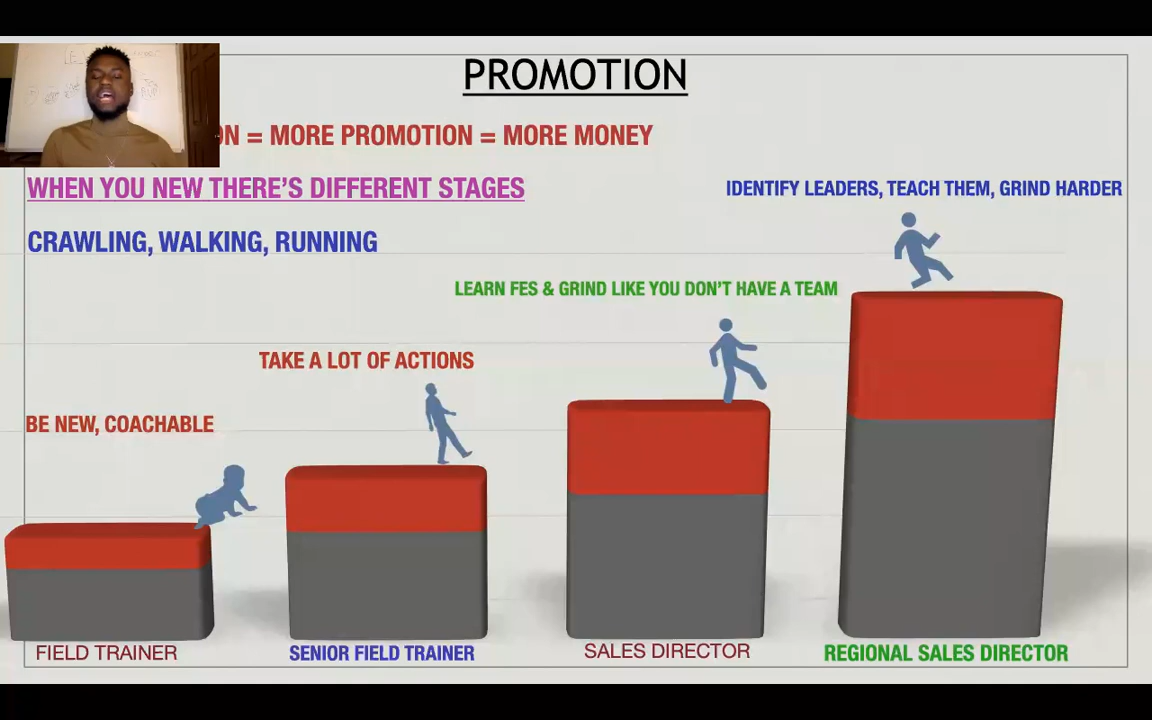 PROMOTION
= MORE PROMOTION = MORE MONEY
WHEN YOU NEW THERE'S DIFFERENT STAGES
IDENTIFY LEADERS, TEACH THEM, GRIND HARDER
CRAWLING, WALKING, RUNNING
LEARN FES & GRIND LIKE YOU DON'T HAVE A TEAM
TAKE A LOT OF ACTIONS
BE NEW, COACHABLE
FIELD TRAINER
SENIOR FIELD TRAINER
SALES DIRECTOR
REGIONAL SALES DIRECTOR